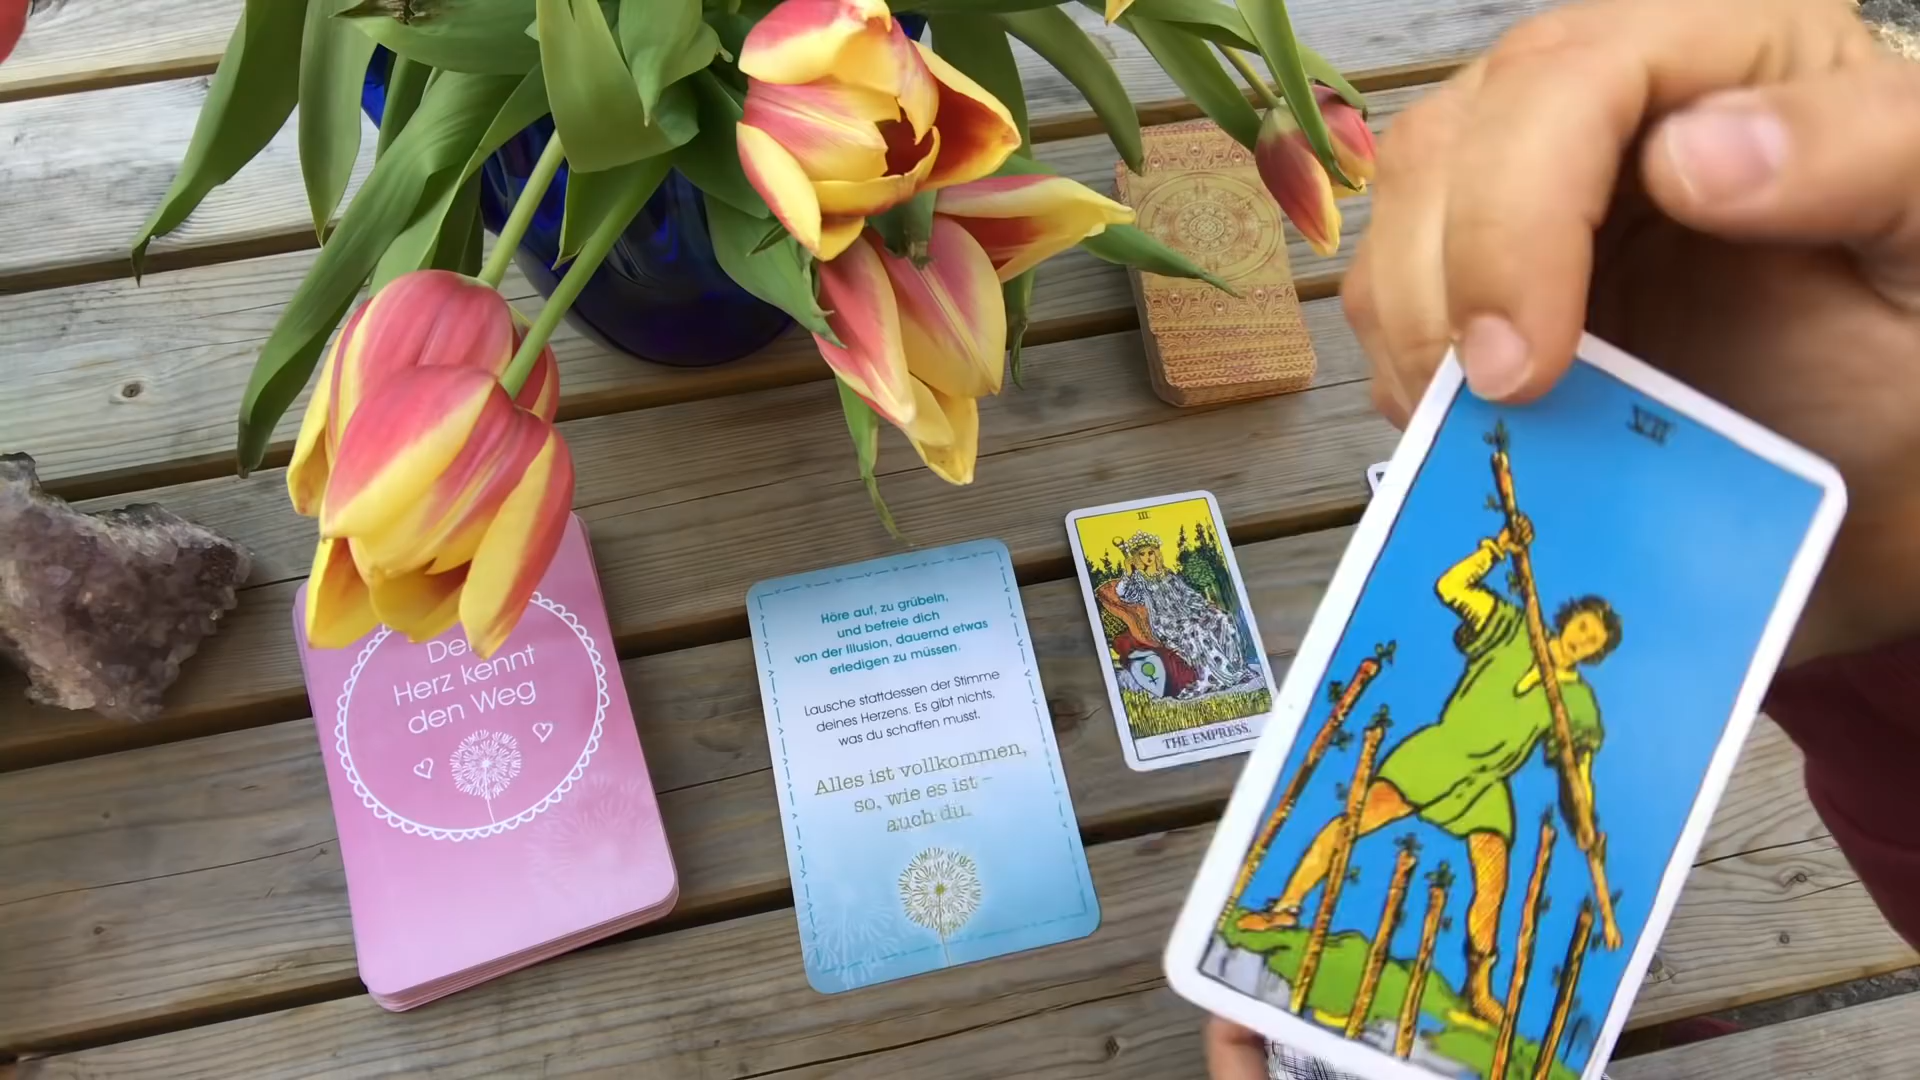 De
Herz kennt
den Weg
Höre auf, zu grübeln,
und befreie dich
von der Illusion, dauernd etwas
erledigen zu müssen.
Lausche stattdessen der Stimme
deines Herzens. Es gibt nichts,
was du schaffen musst.
Alles ist vollkommen,
so, wie es ist –
auch du.
III
THE EMPRESS.
VII